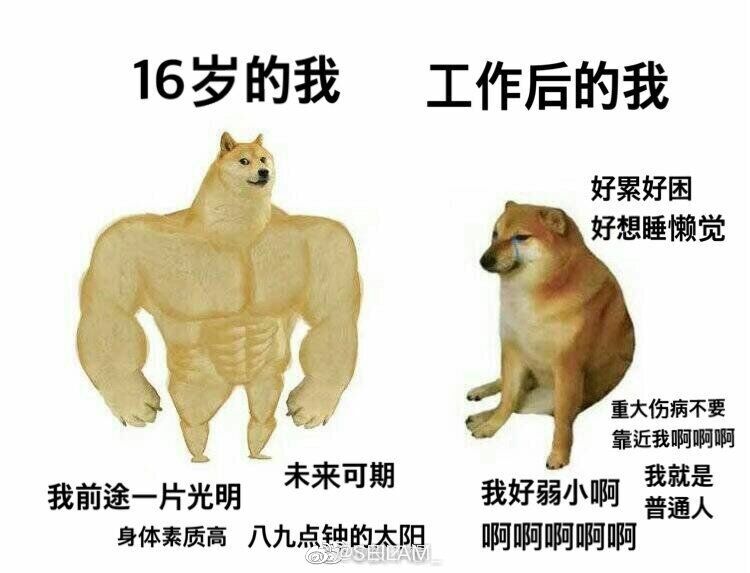 16岁的我
工作后的我
好累好困
好想睡懒觉
重大伤病不要
靠近我啊啊啊
未来可期
我前途一片光明
身体素质高
八九点钟的太阳
我好弱小啊
啊啊啊啊啊
我就是
普通人
@SEILAM_